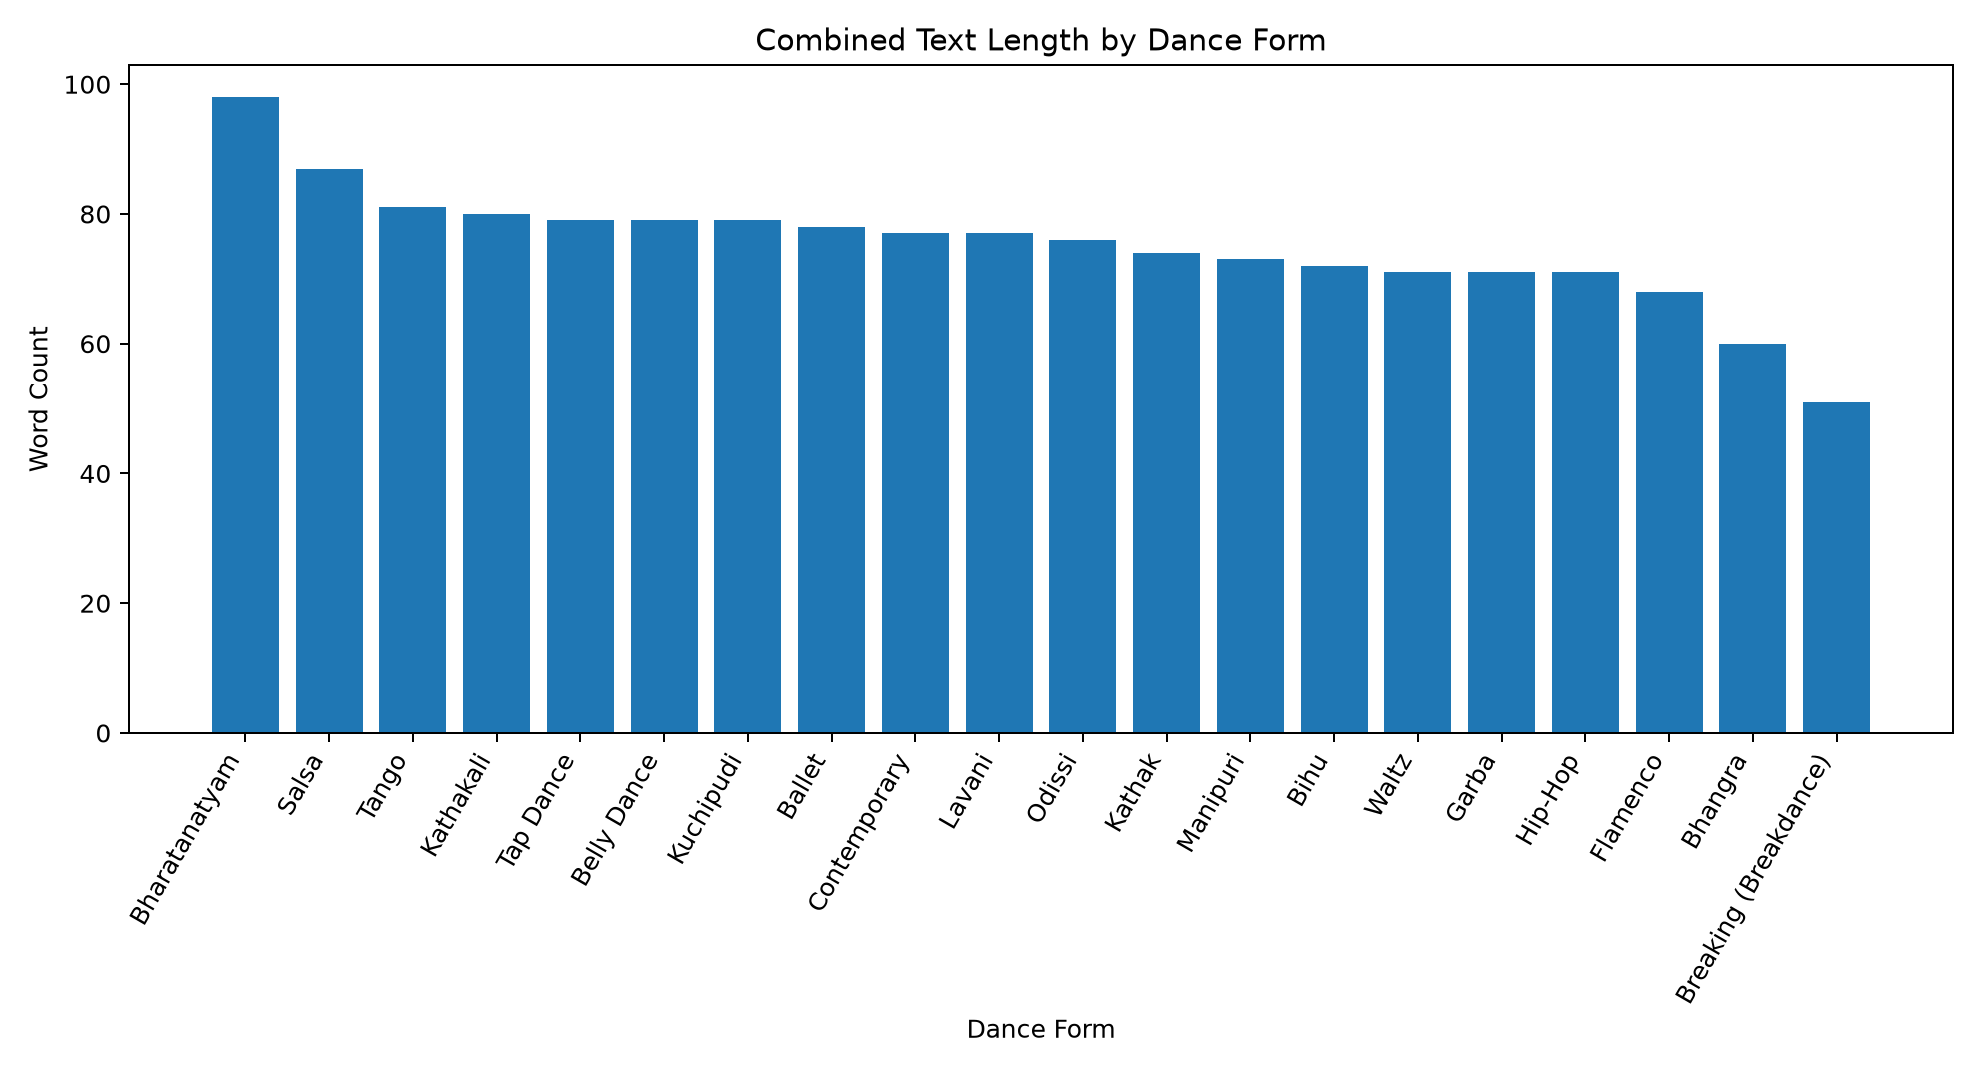 Combined Text Length by Dance Form
Word Count
100
80
60
40
20
0
Bharatanatyam
Salsa
Tango
Kathakali
Tap Dance
Belly Dance
Kuchipudi
Ballet
Contemporary
Lavani
Odissi
Kathak
Manipuri
Bihu
Waltz
Garba
Hip-Hop
Flamenco
Bhangra
Breaking (Breakdance)
Dance Form